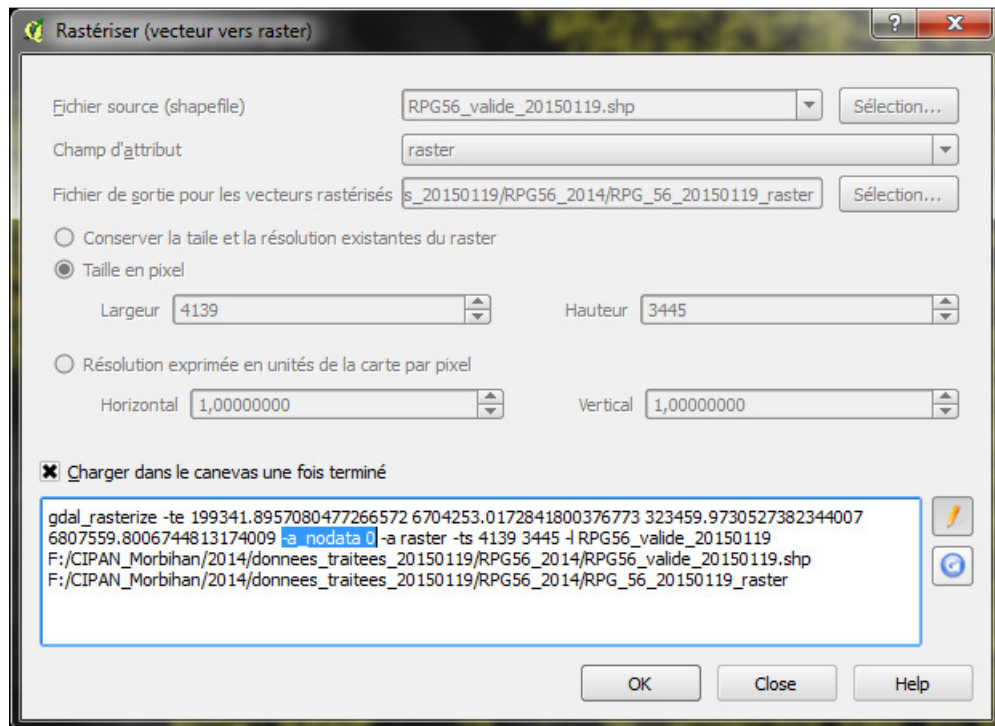 Rastériser (vecteur vers raster)
Fichier source (shapefile) RPG56_valide_20150119.shp Sélection...
Champ d'attribut raster
Fichier de sortie pour les vecteurs rastérisés s_20150119/RPG56_2014/RPG_56_20150119_raster Sélection...
Conserver la taille et la résolution existantes du raster
Taille en pixel
Largeur 4139 Hauteur 3445
Résolution exprimée en unités de la carte par pixel
Horizontal 1,00000000 Vertical 1,00000000
Charger dans le canevas une fois terminé
gdal_rasterize -te 199341.8957080477266572 6704253.0172841800376773 323459.9730527382344007
6807559.8006744813174009 -a_nodata 0 -a raster -ts 4139 3445 -l RPG56_valide_20150119
F:/CIPAN_Morbihan/2014/donnees_traitees_20150119/RPG56_2014/RPG56_valide_20150119.shp
F:/CIPAN_Morbihan/2014/donnees_traitees_20150119/RPG56_2014/RPG_56_20150119_raster
OK Close Help